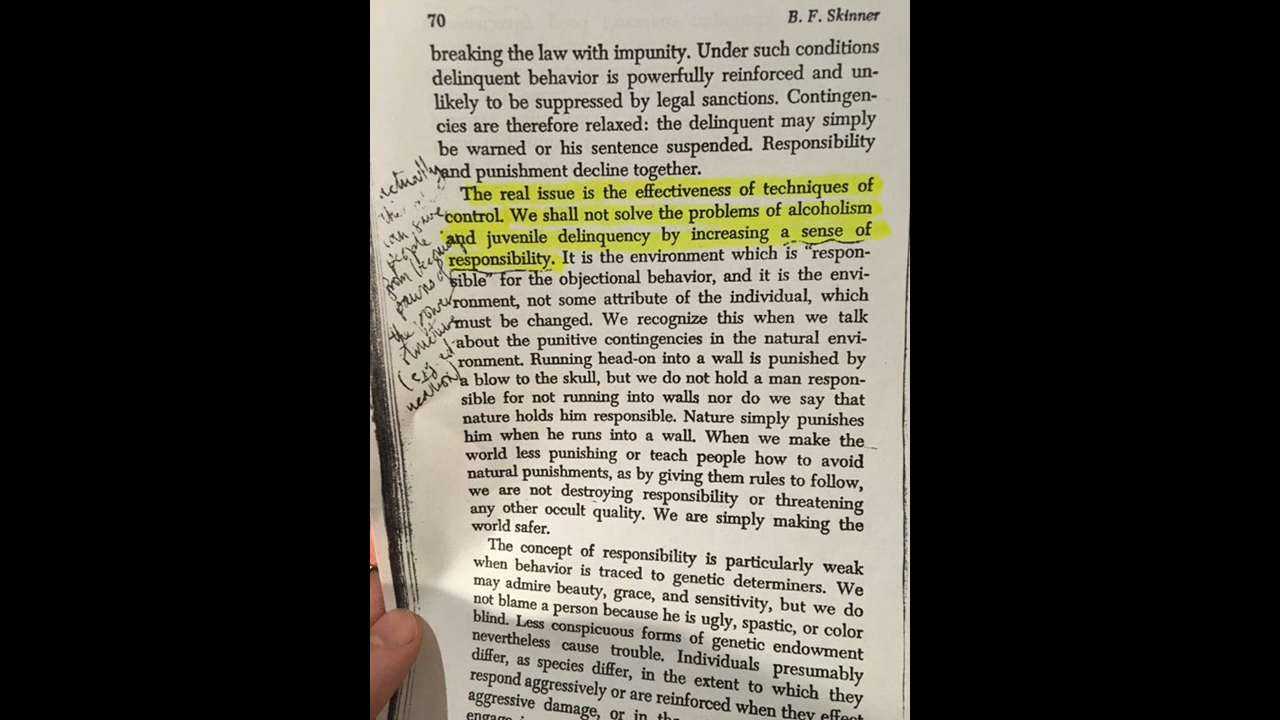 70
B. F. Skinner
breaking the law with impunity. Under such conditions
delinquent behavior is powerfully reinforced and un-
likely to be suppressed by legal sanctions. Contingen-
cies are therefore relaxed: the delinquent may simply
be warned or his sentence suspended. Responsibility
and punishment decline together.
The real issue is the effectiveness of techniques of
control. We shall not solve the problems of alcoholism
and juvenile delinquency by increasing a sense of
responsibility. It is the environment which is "respon-
sible" for the objectional behavior, and it is the envi-
ronment, not some attribute of the individual, which
must be changed. We recognize this when we talk
about the punitive contingencies in the natural envi-
ronment. Running head-on into a wall is punished by
a blow to the skull, but we do not hold a man respon-
sible for not running into walls nor do we say that
nature holds him responsible. Nature simply punishes
him when he runs into a wall. When we make the
world less punishing or teach people how to avoid
natural punishments, as by giving them rules to follow,
we are not destroying responsibility or threatening
any other occult quality. We are simply making the
world safer.
The concept of responsibility is particularly weak
when behavior is traced to genetic determiners. We
may admire beauty, grace, and sensitivity, but we do
not blame a person because he is ugly, spastic, or color
blind. Less conspicuous forms of genetic endowment
nevertheless cause trouble. Individuals presumably
differ, as species differ, in the extent to which they
respond aggressively or are reinforced when they effect
aggressive damage, or in the
actually
can save
people
from
pawns of
the power
structure